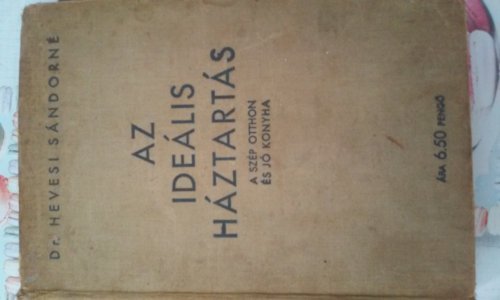 Dr. HEVESI SÁNDORNÉ
AZ
IDEÁLIS
HÁZTARTÁS
A SZÉP OTTHON
ÉS JÓ KONYHA
ÁRA 6.50 PENGŐ